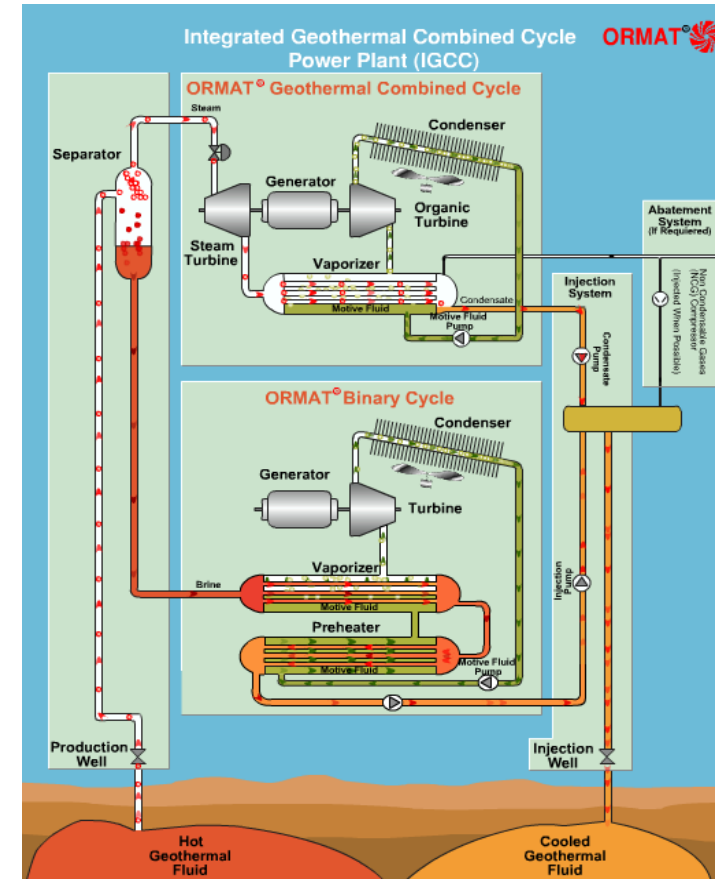 Integrated Geothermal Combined Cycle
Power Plant (IGCC)
ORMAT®
ORMAT® Geothermal Combined Cycle
Steam
Separator
Condenser
Generator
Organic
Turbine
Steam
Turbine
Vaporizer
Motive Fluid
Condensate
Motive Fluid
Pump
Abatement
System
(If Requiered)
Non Condensable Gases
(NCG) Compressor
(Injected When Possible)
Injection
System
Condensate
Pump
ORMAT® Binary Cycle
Condenser
Generator
Turbine
Vaporizer
Brine
Motive Fluid
Preheater
Motive Fluid
Motive Fluid
Pump
Injection
Pump
Production
Well
Injection
Well
Hot
Geothermal
Fluid
Cooled
Geothermal
Fluid